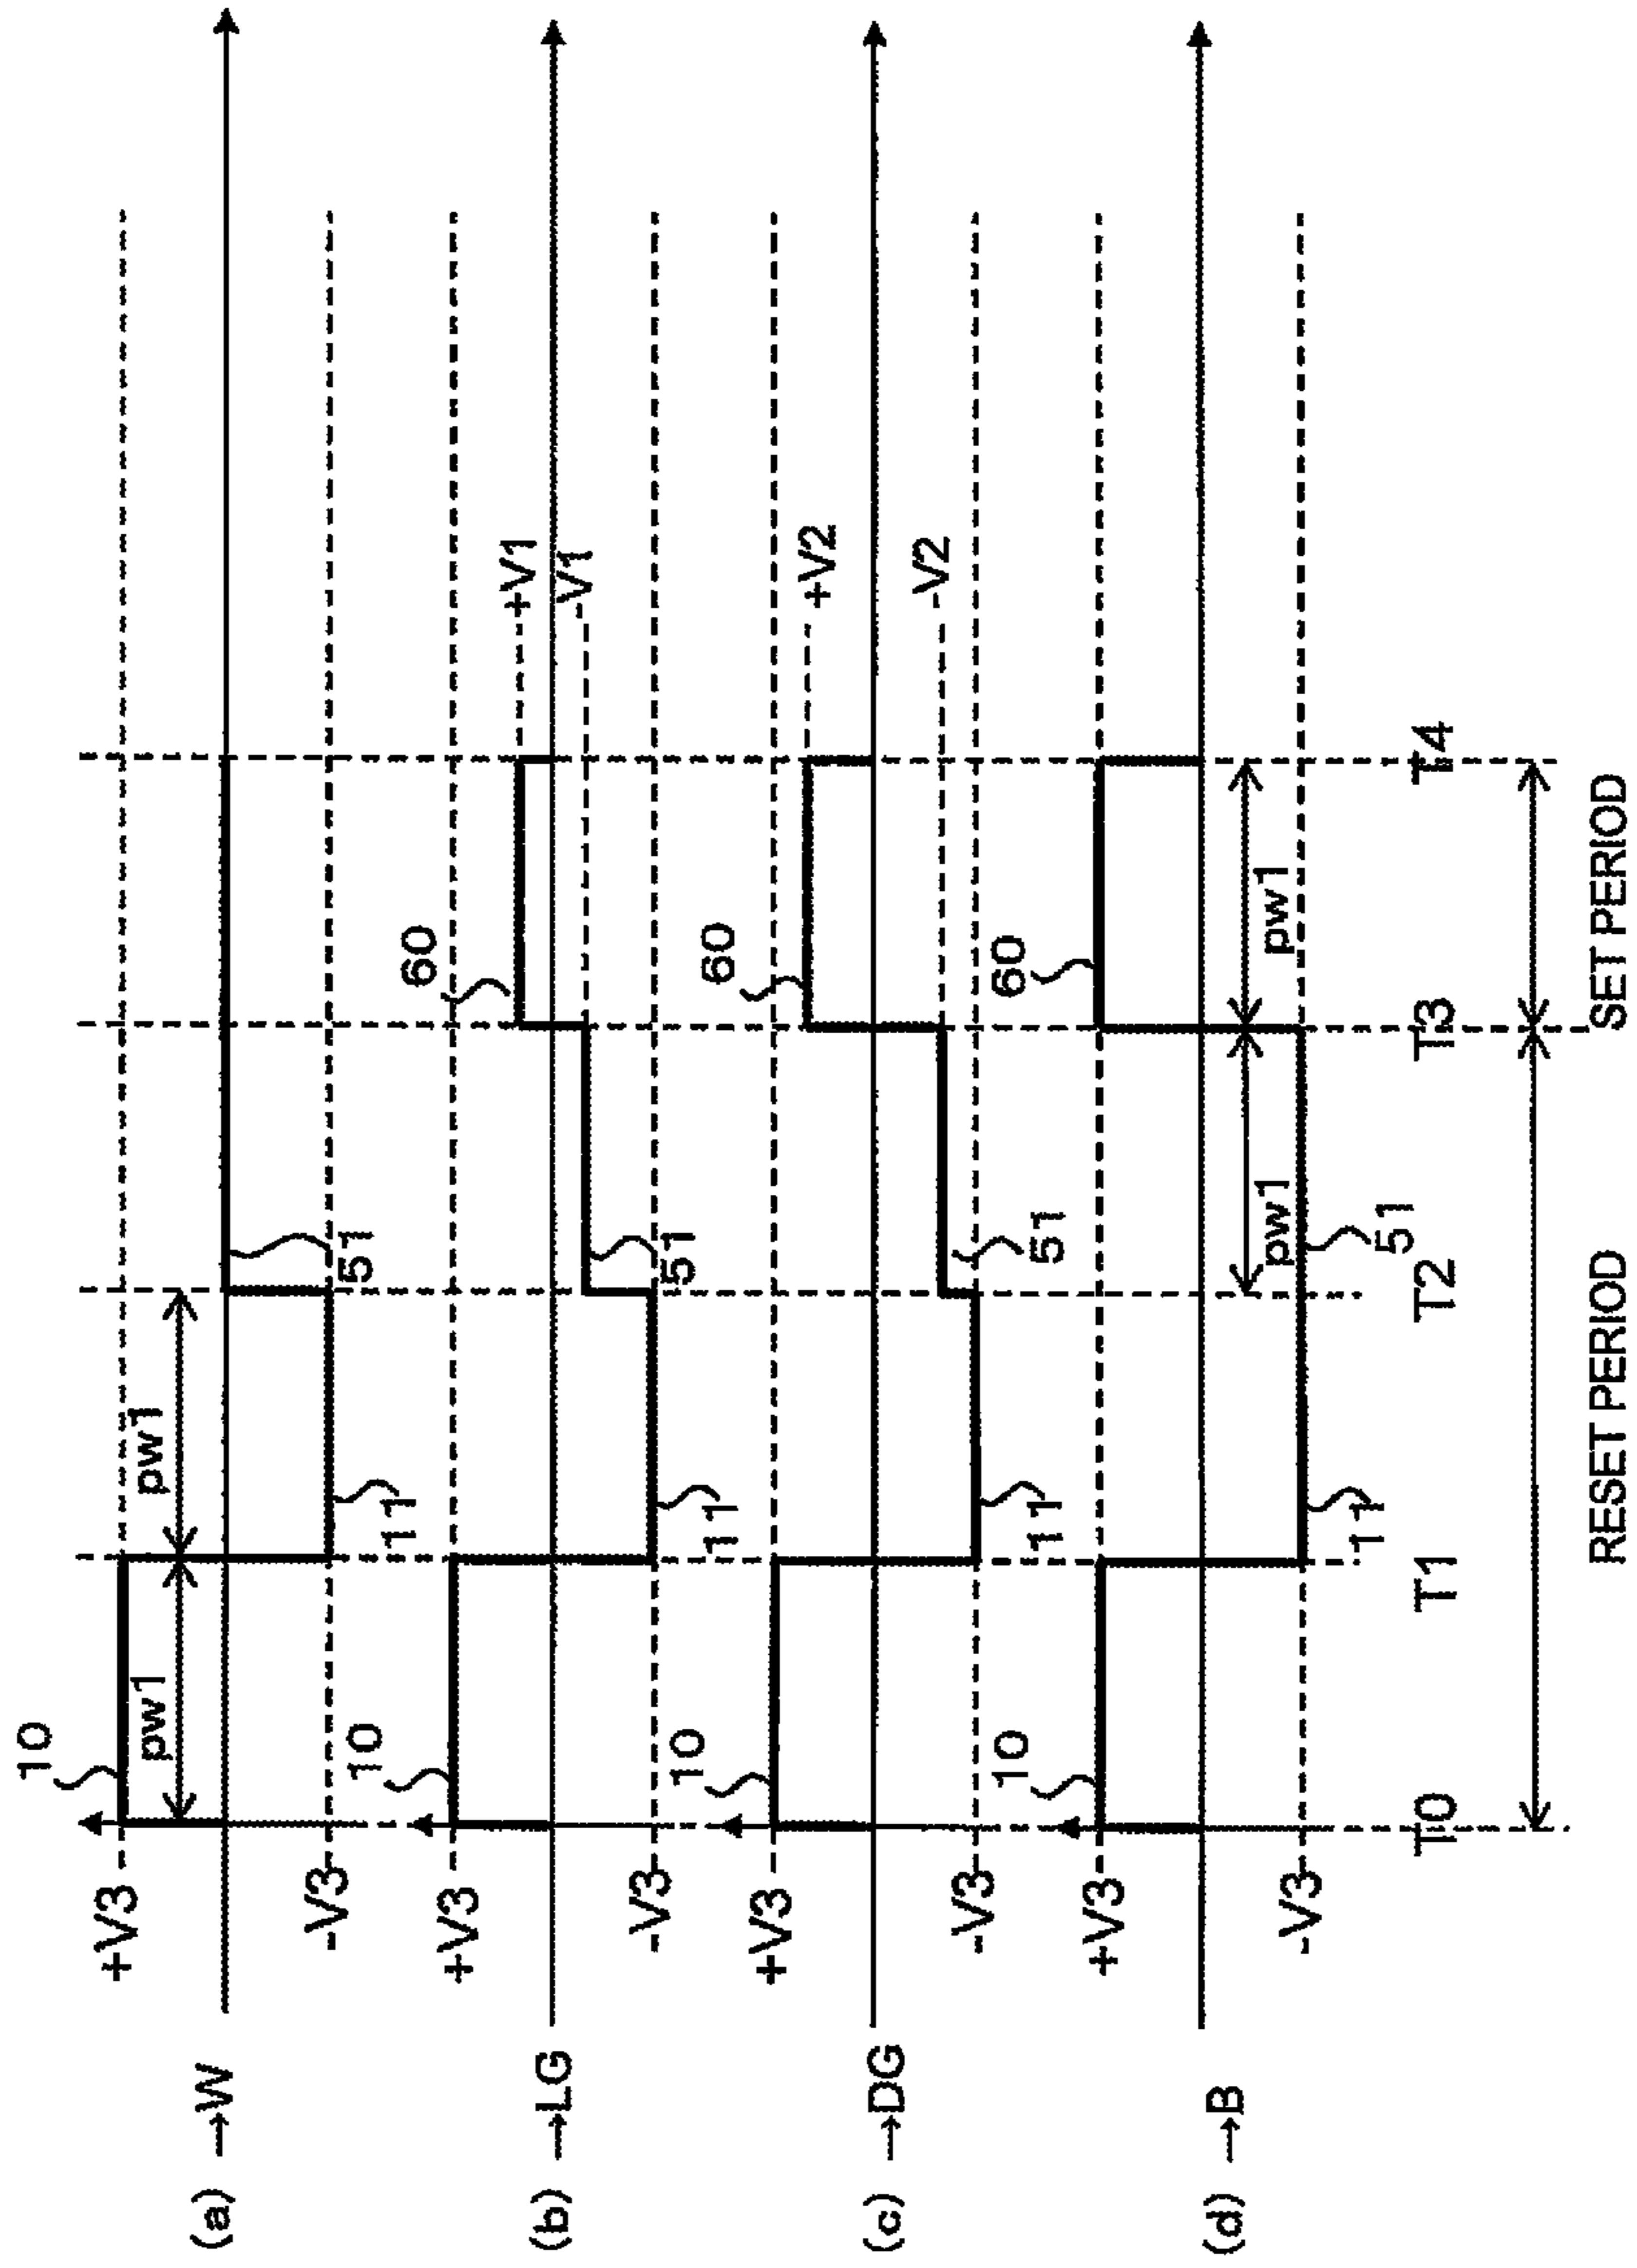 (a) →W
+V3
-V3
10
pw1
pw1
11
51
(b) →LG
+V3
-V3
10
11
51
60
+V1
-V1
(c) →DG
+V3
-V3
10
11
51
60
+V2
-V2
(d) →B
+V3
-V3
10
11
51
60
pw1
pw1
T0
T1
T2
T3
T4
RESET PERIOD
SET PERIOD